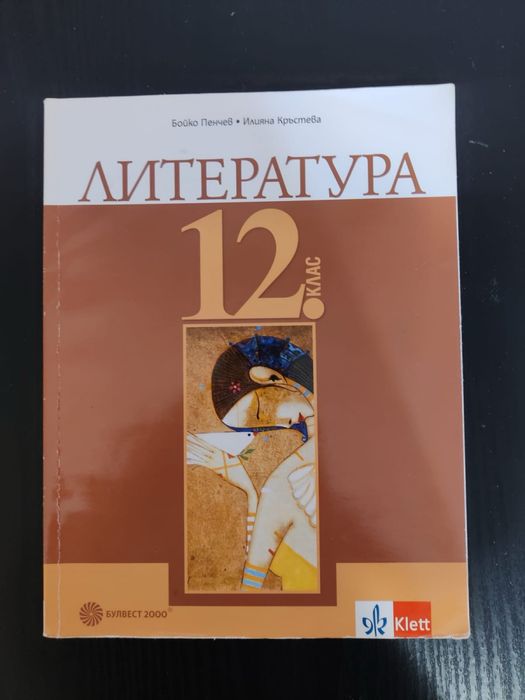 Бойко Пенчев • Илияна Кръстева
ЛИТЕРАТУРА
12.
КЛАС
БУЛВЕСТ 2000®
Klett